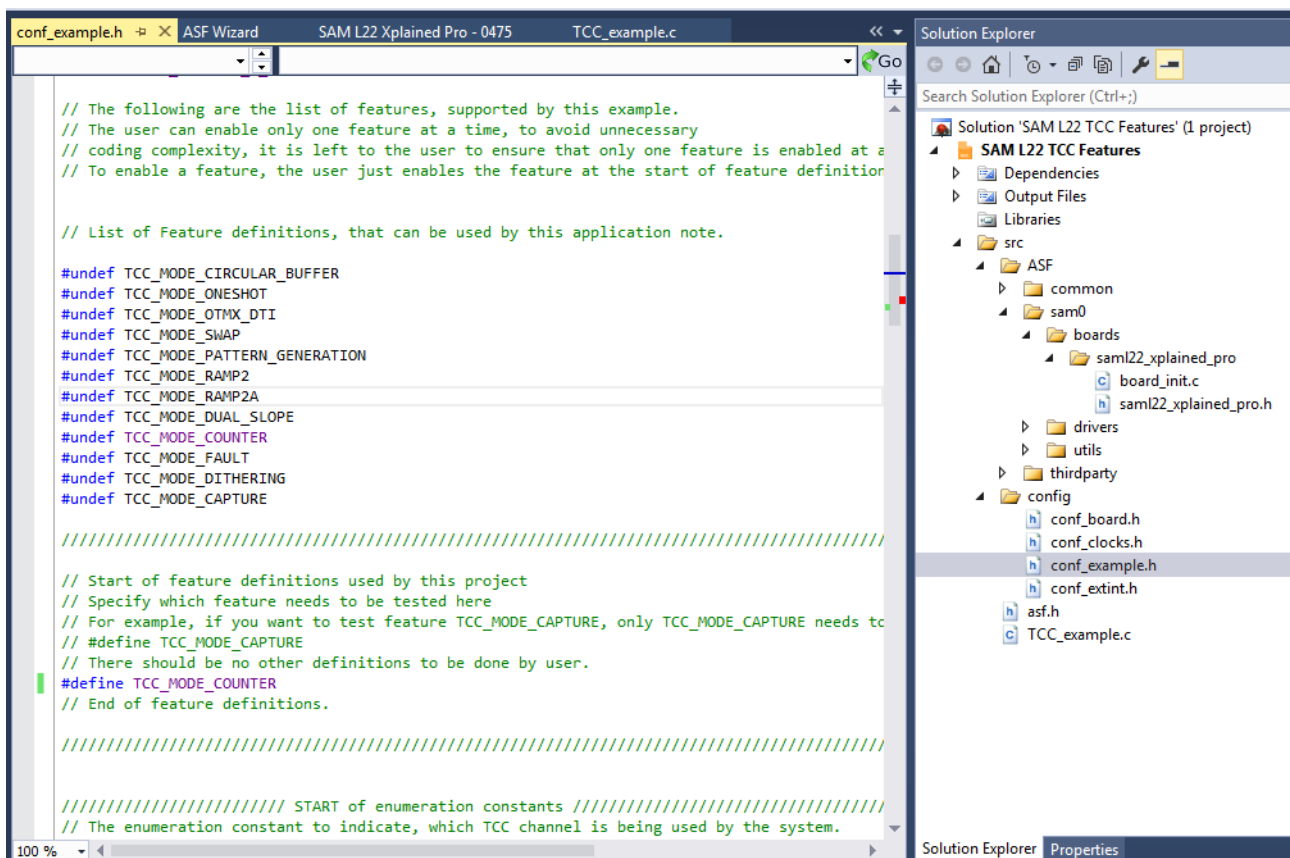 conf_example.h ASF Wizard SAM L22 Xplained Pro - 0475 TCC_example.c
Go
// The following are the list of features, supported by this example.
// The user can enable only one feature at a time, to avoid unnecessary
// coding complexity, it is left to the user to ensure that only one feature is enabled at a
// To enable a feature, the user just enables the feature at the start of feature definition
// List of Feature definitions, that can be used by this application note.
#undef TCC_MODE_CIRCULAR_BUFFER
#undef TCC_MODE_ONESHOT
#undef TCC_MODE_OTMX_DTI
#undef TCC_MODE_SWAP
#undef TCC_MODE_PATTERN_GENERATION
#undef TCC_MODE_RAMP2
#undef TCC_MODE_RAMP2A
#undef TCC_MODE_DUAL_SLOPE
#undef TCC_MODE_COUNTER
#undef TCC_MODE_FAULT
#undef TCC_MODE_DITHERING
#undef TCC_MODE_CAPTURE
////////////////////////////////////////////////////////////////////////////////////////////
// Start of feature definitions used by this project
// Specify which feature needs to be tested here
// For example, if you want to test feature TCC_MODE_CAPTURE, only TCC_MODE_CAPTURE needs to
// #define TCC_MODE_CAPTURE
// There should be no other definitions to be done by user.
#define TCC_MODE_COUNTER
// End of feature definitions.
////////////////////////////////////////////////////////////////////////////////////////////
///////////////////////// START of enumeration constants ///////////////////////////////////
// The enumeration constant to indicate, which TCC channel is being used by the system.
100 %
Solution Explorer
Search Solution Explorer (Ctrl+;)
Solution 'SAM L22 TCC Features' (1 project)
SAM L22 TCC Features
Dependencies
Output Files
Libraries
src
ASF
common
sam0
boards
saml22_xplained_pro
board_init.c
saml22_xplained_pro.h
drivers
utils
thirdparty
config
conf_board.h
conf_clocks.h
conf_example.h
conf_extint.h
asf.h
TCC_example.c
Solution Explorer Properties